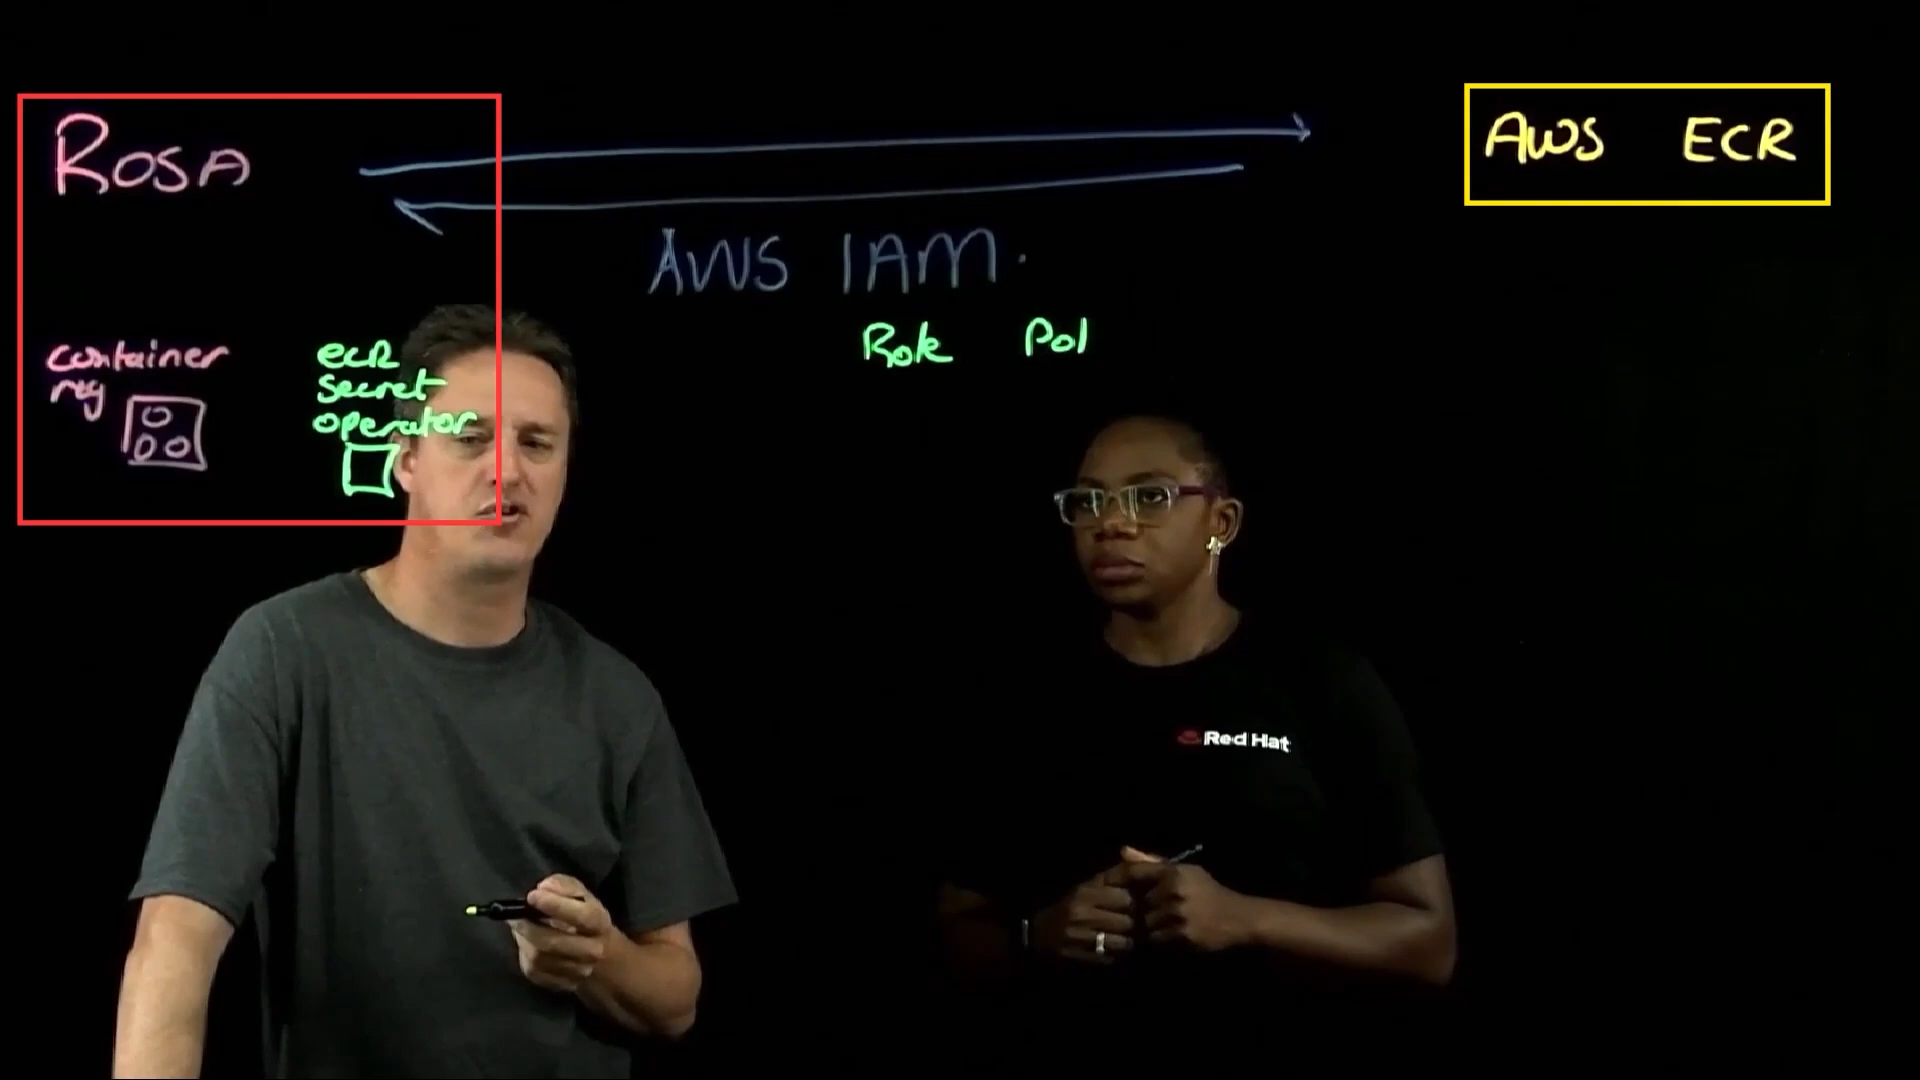 ROSA
AWS ECR
AWS IAM.
Role Pol
container
reg
ecR
secret
operator
Red Hat